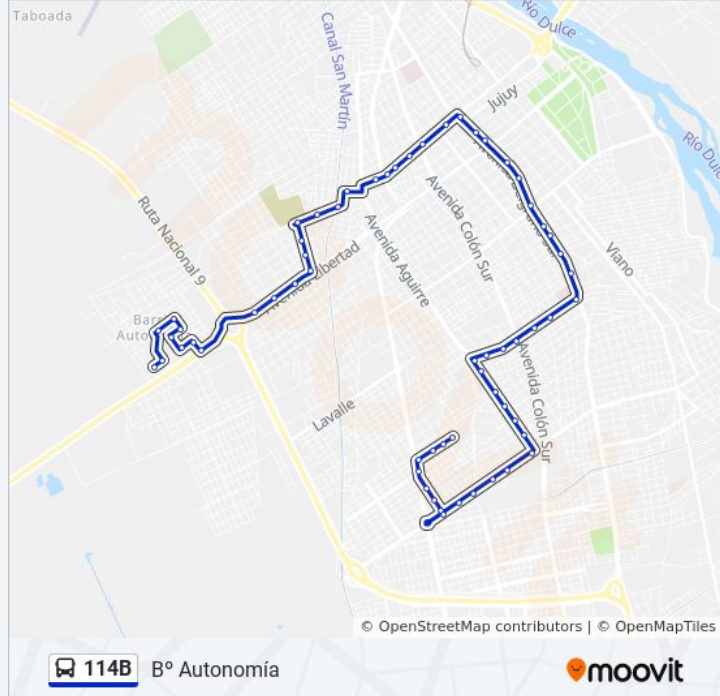 Taboada
Río Dulce
Canal San Martín
Jujuy
Río Dulce
Avenida Colón Sur
Ruta Nacional 9
Avenida Aguirre
Viano
Avenida Libertad
Avenida Colón Sur
Lavalle
© OpenStreetMap contributors | © OpenMapTiles
114B Bº Autonomía
moovit